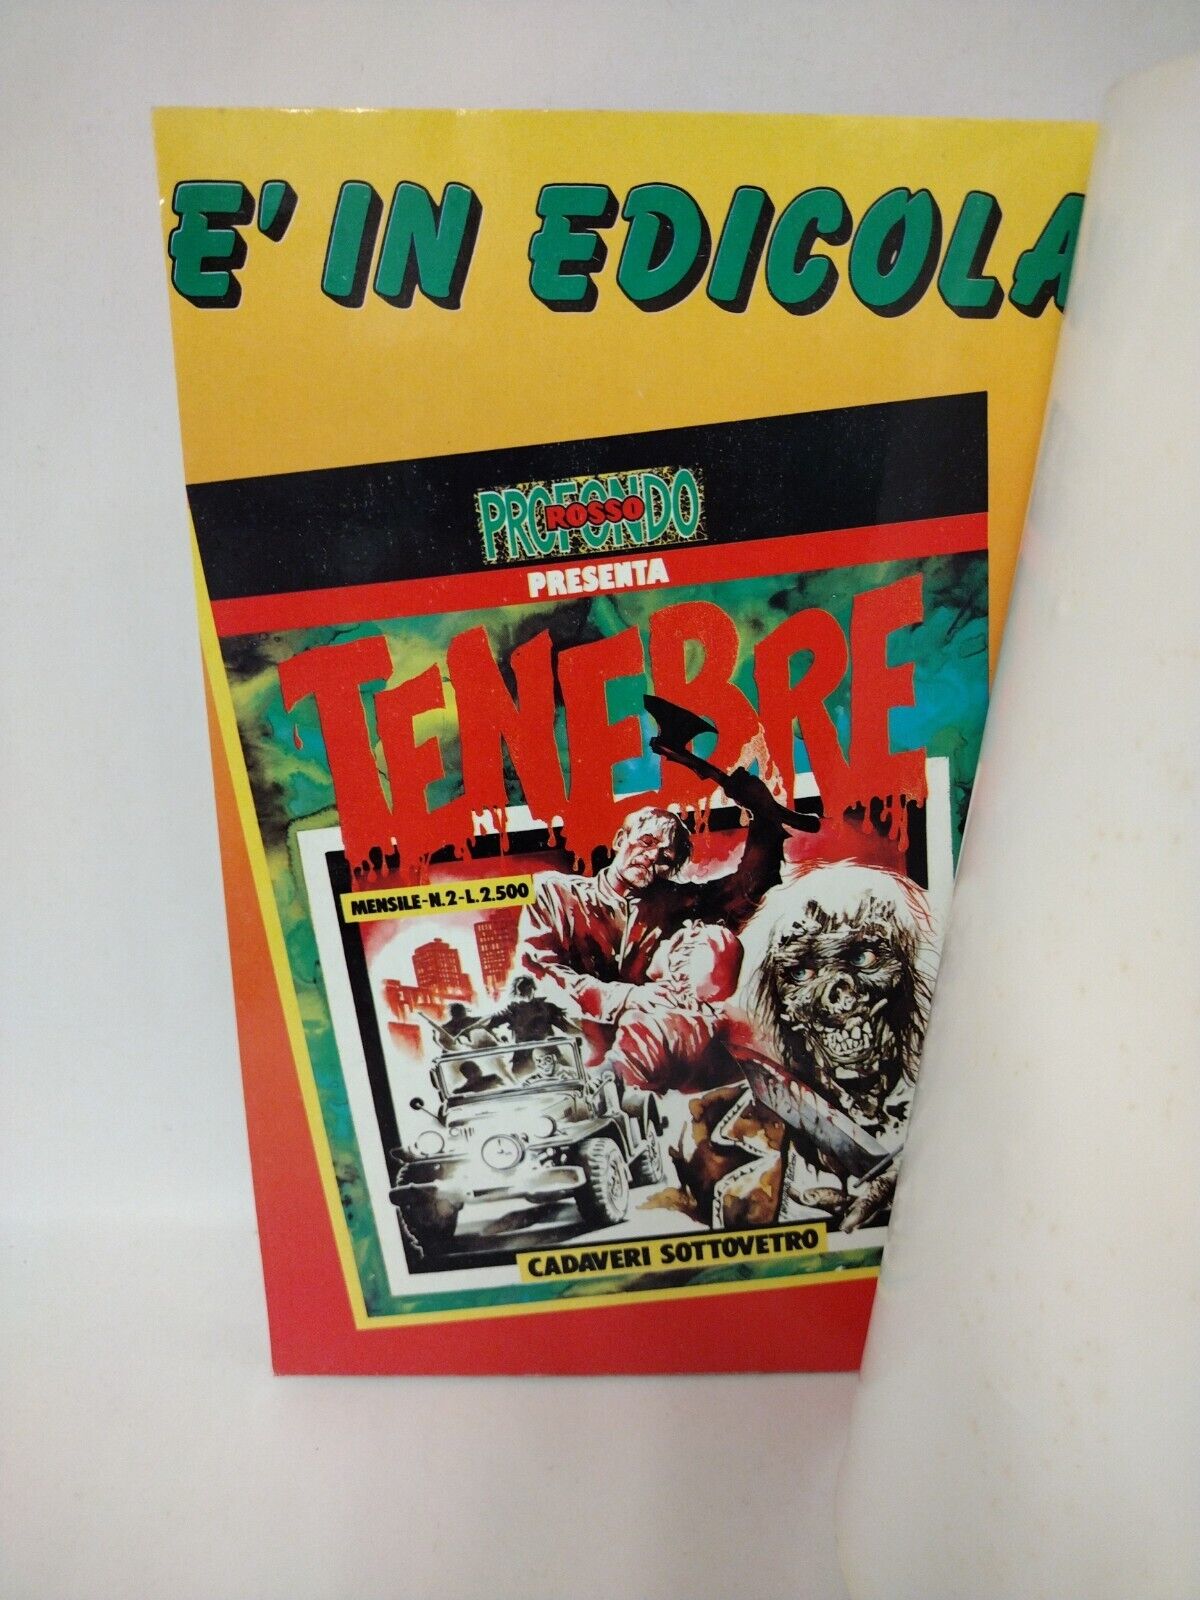 E' IN EDICOLA
PROFONDO
ROSSO
PRESENTA
TENEBRE
MENSILE-N.2-L.2.500
CADAVERI SOTTOVETRO